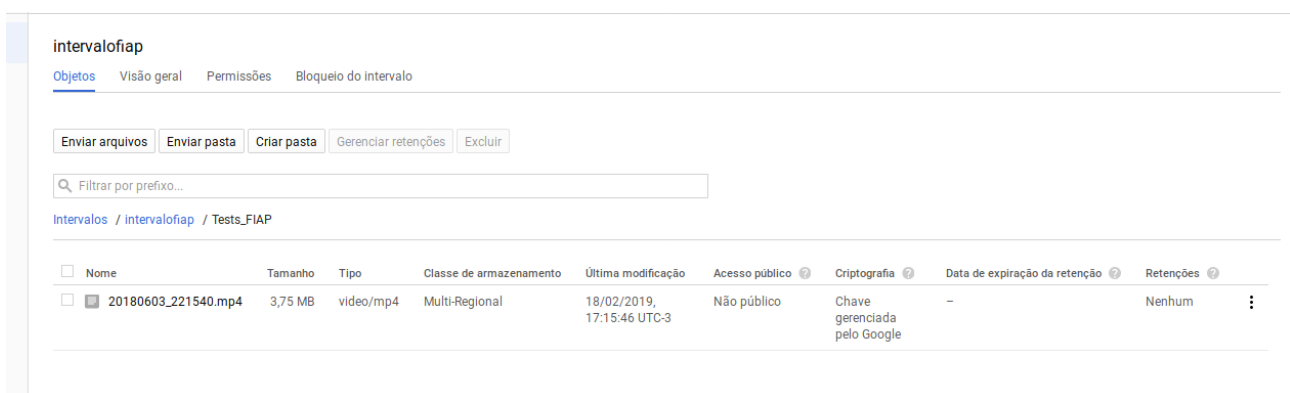 intervalofiap
Objetos Visão geral Permissões Bloqueio do intervalo
Enviar arquivos Enviar pasta Criar pasta Gerenciar retenções Excluir
Filtrar por prefixo...
Intervalos / intervalofiap / Tests_FIAP
Nome Tamanho Tipo Classe de armazenamento Última modificação Acesso público ? Criptografia ? Data de expiração da retenção ? Retenções ?
20180603_221540.mp4 3,75 MB video/mp4 Multi-Regional 18/02/2019, Não público Chave – Nenhum
17:15:46 UTC-3 gerenciada
pelo Google